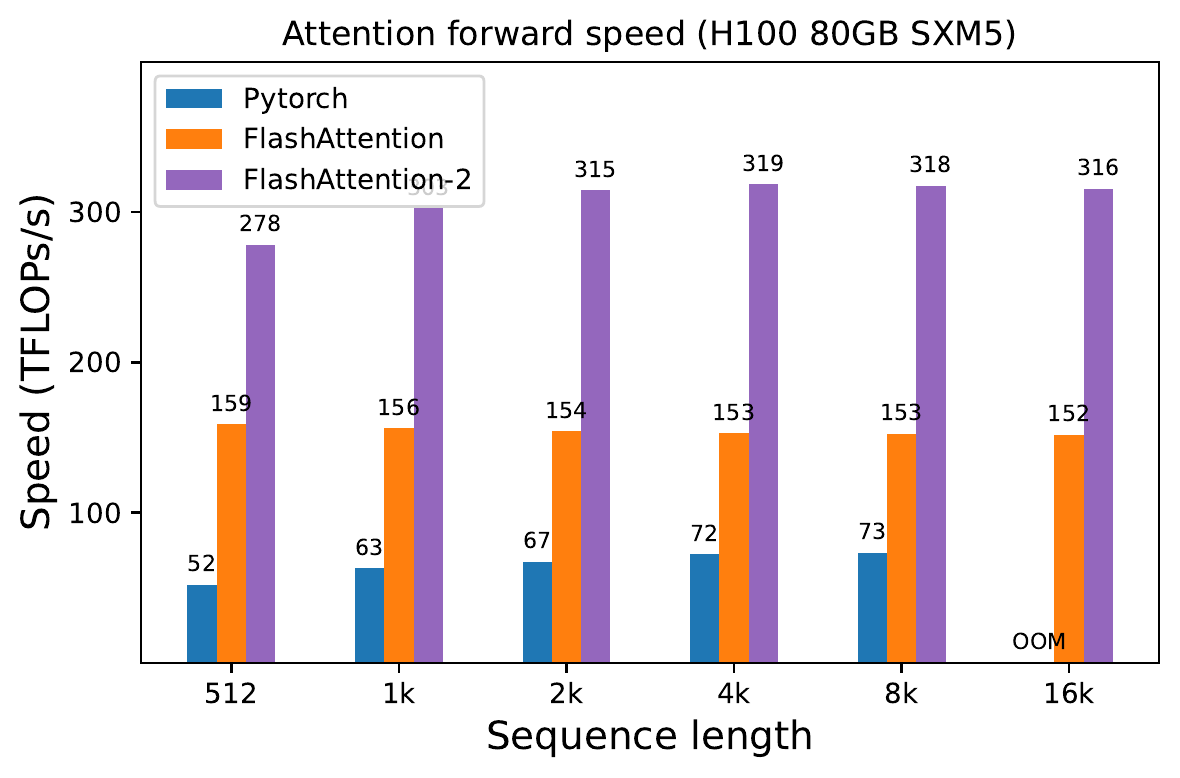 Attention forward speed (H100 80GB SXM5)
Pytorch
FlashAttention
FlashAttention-2
Speed (TFLOPs/s)
300
200
100
52
159
278
63
156
303
67
154
315
72
153
319
73
153
318
OOM
152
316
512
1k
2k
4k
8k
16k
Sequence length